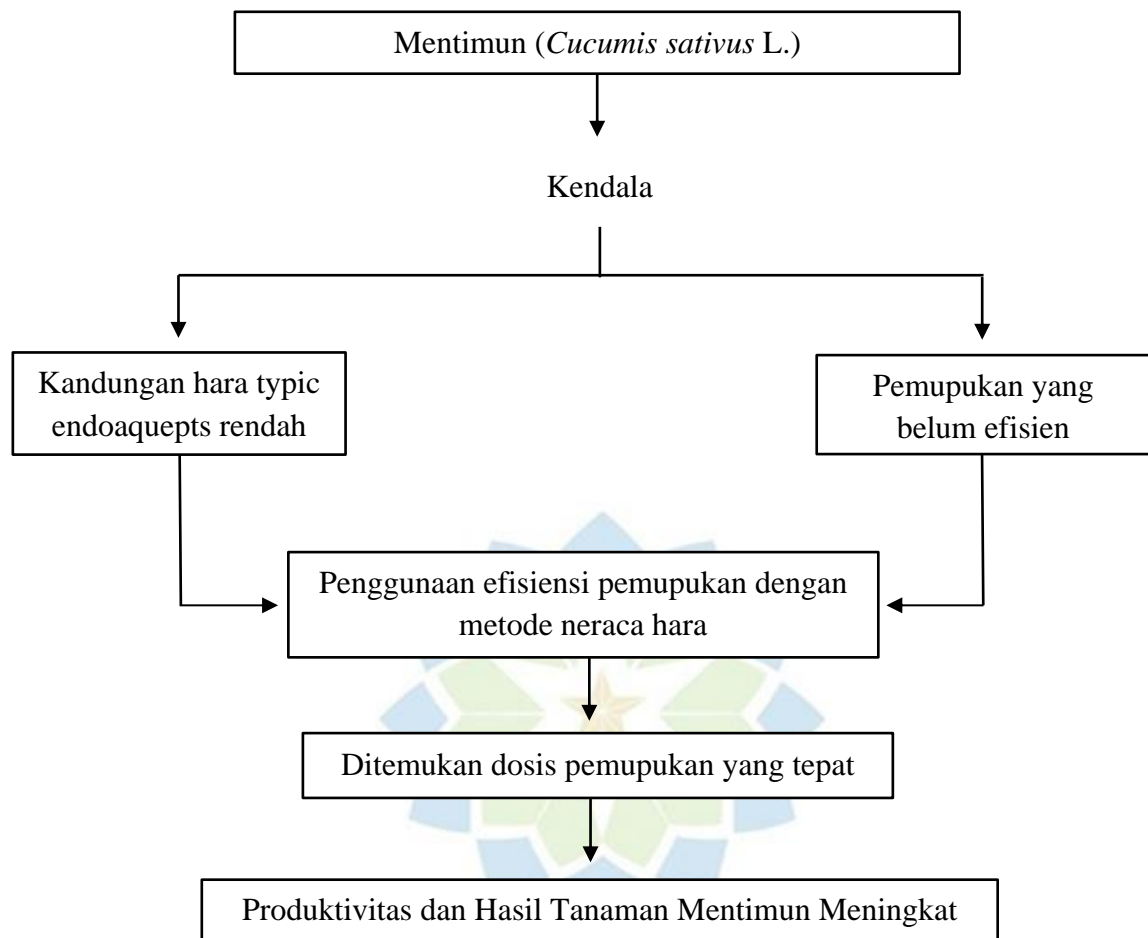 Mentimun (Cucumis sativus L.)
Kendala
Kandungan hara typic
endoaquepts rendah
Pemupukan yang
belum efisien
Penggunaan efisiensi pemupukan dengan
metode neraca hara
Ditemukan dosis pemupukan yang tepat
Produktivitas dan Hasil Tanaman Mentimun Meningkat